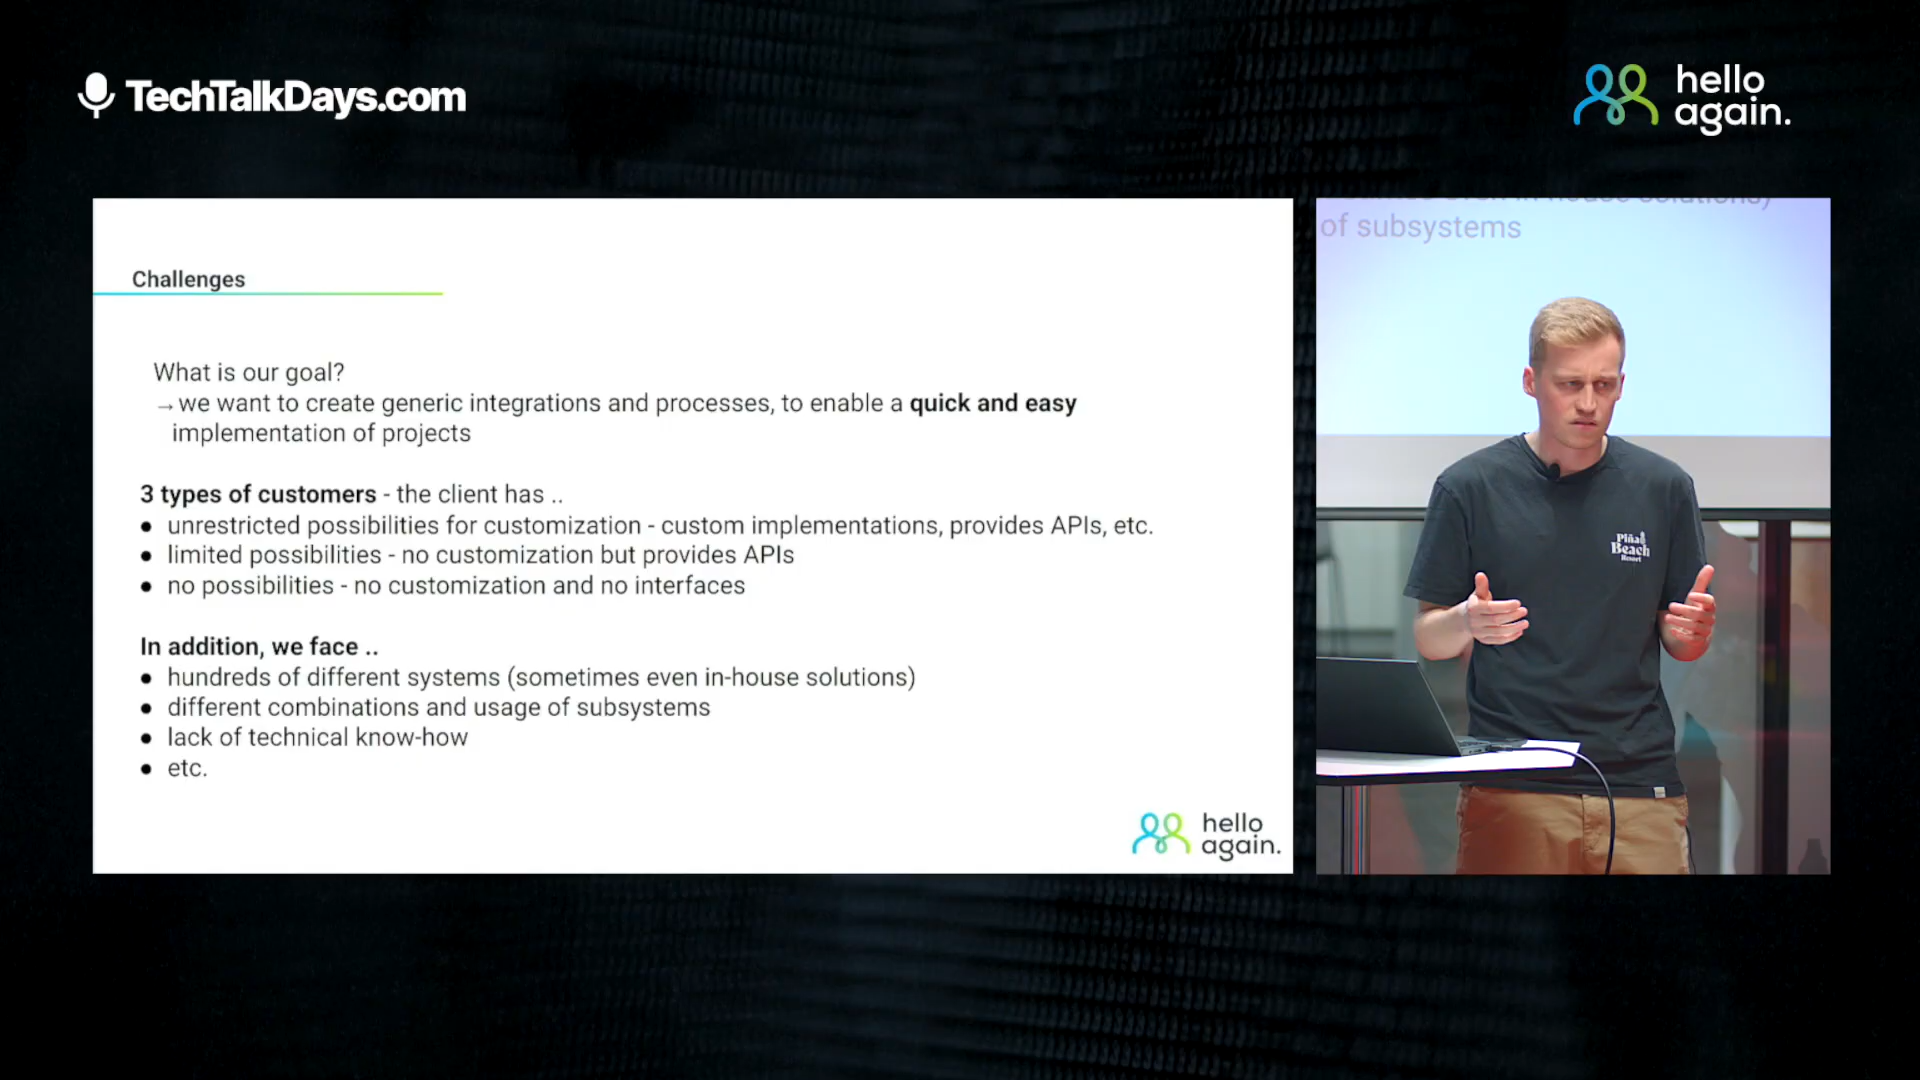 TechTalkDays.com
hello
again.
Challenges
What is our goal?
→we want to create generic integrations and processes, to enable a quick and easy
implementation of projects
3 types of customers - the client has ..
● unrestricted possibilities for customization - custom implementations, provides APIs, etc.
● limited possibilities - no customization but provides APIs
● no possibilities - no customization and no interfaces
In addition, we face ..
● hundreds of different systems (sometimes even in-house solutions)
● different combinations and usage of subsystems
● lack of technical know-how
● etc.
hello
again.
of subsystems
Piña
Beach
Resort